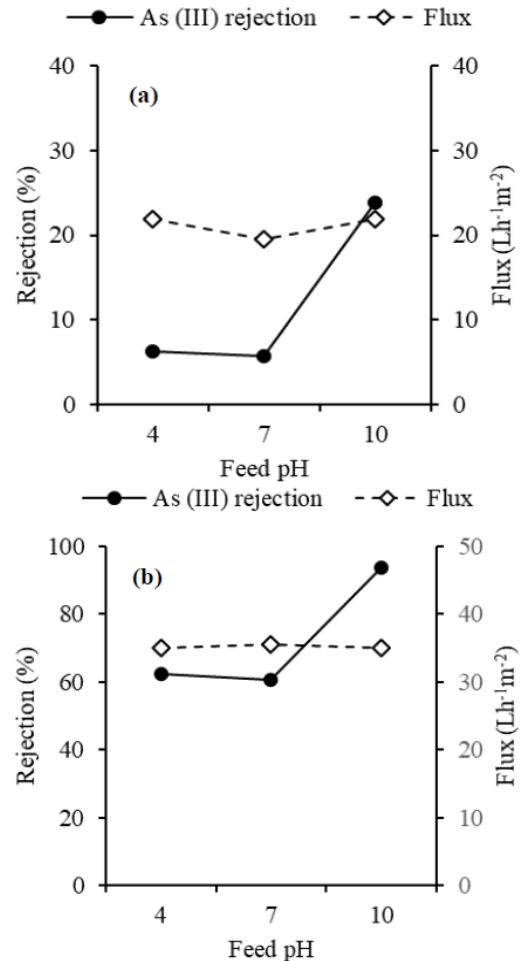 As (III) rejection Flux
(a)
40 40
30 30
20 20
10 10
0 0
Rejection (%)
Flux (Lh⁻¹m⁻²)
4 7 10
Feed pH
As (III) rejection Flux
(b)
100 50
80 40
60 30
40 20
20 10
0 0
Rejection (%)
Flux (Lh⁻¹m⁻²)
4 7 10
Feed pH